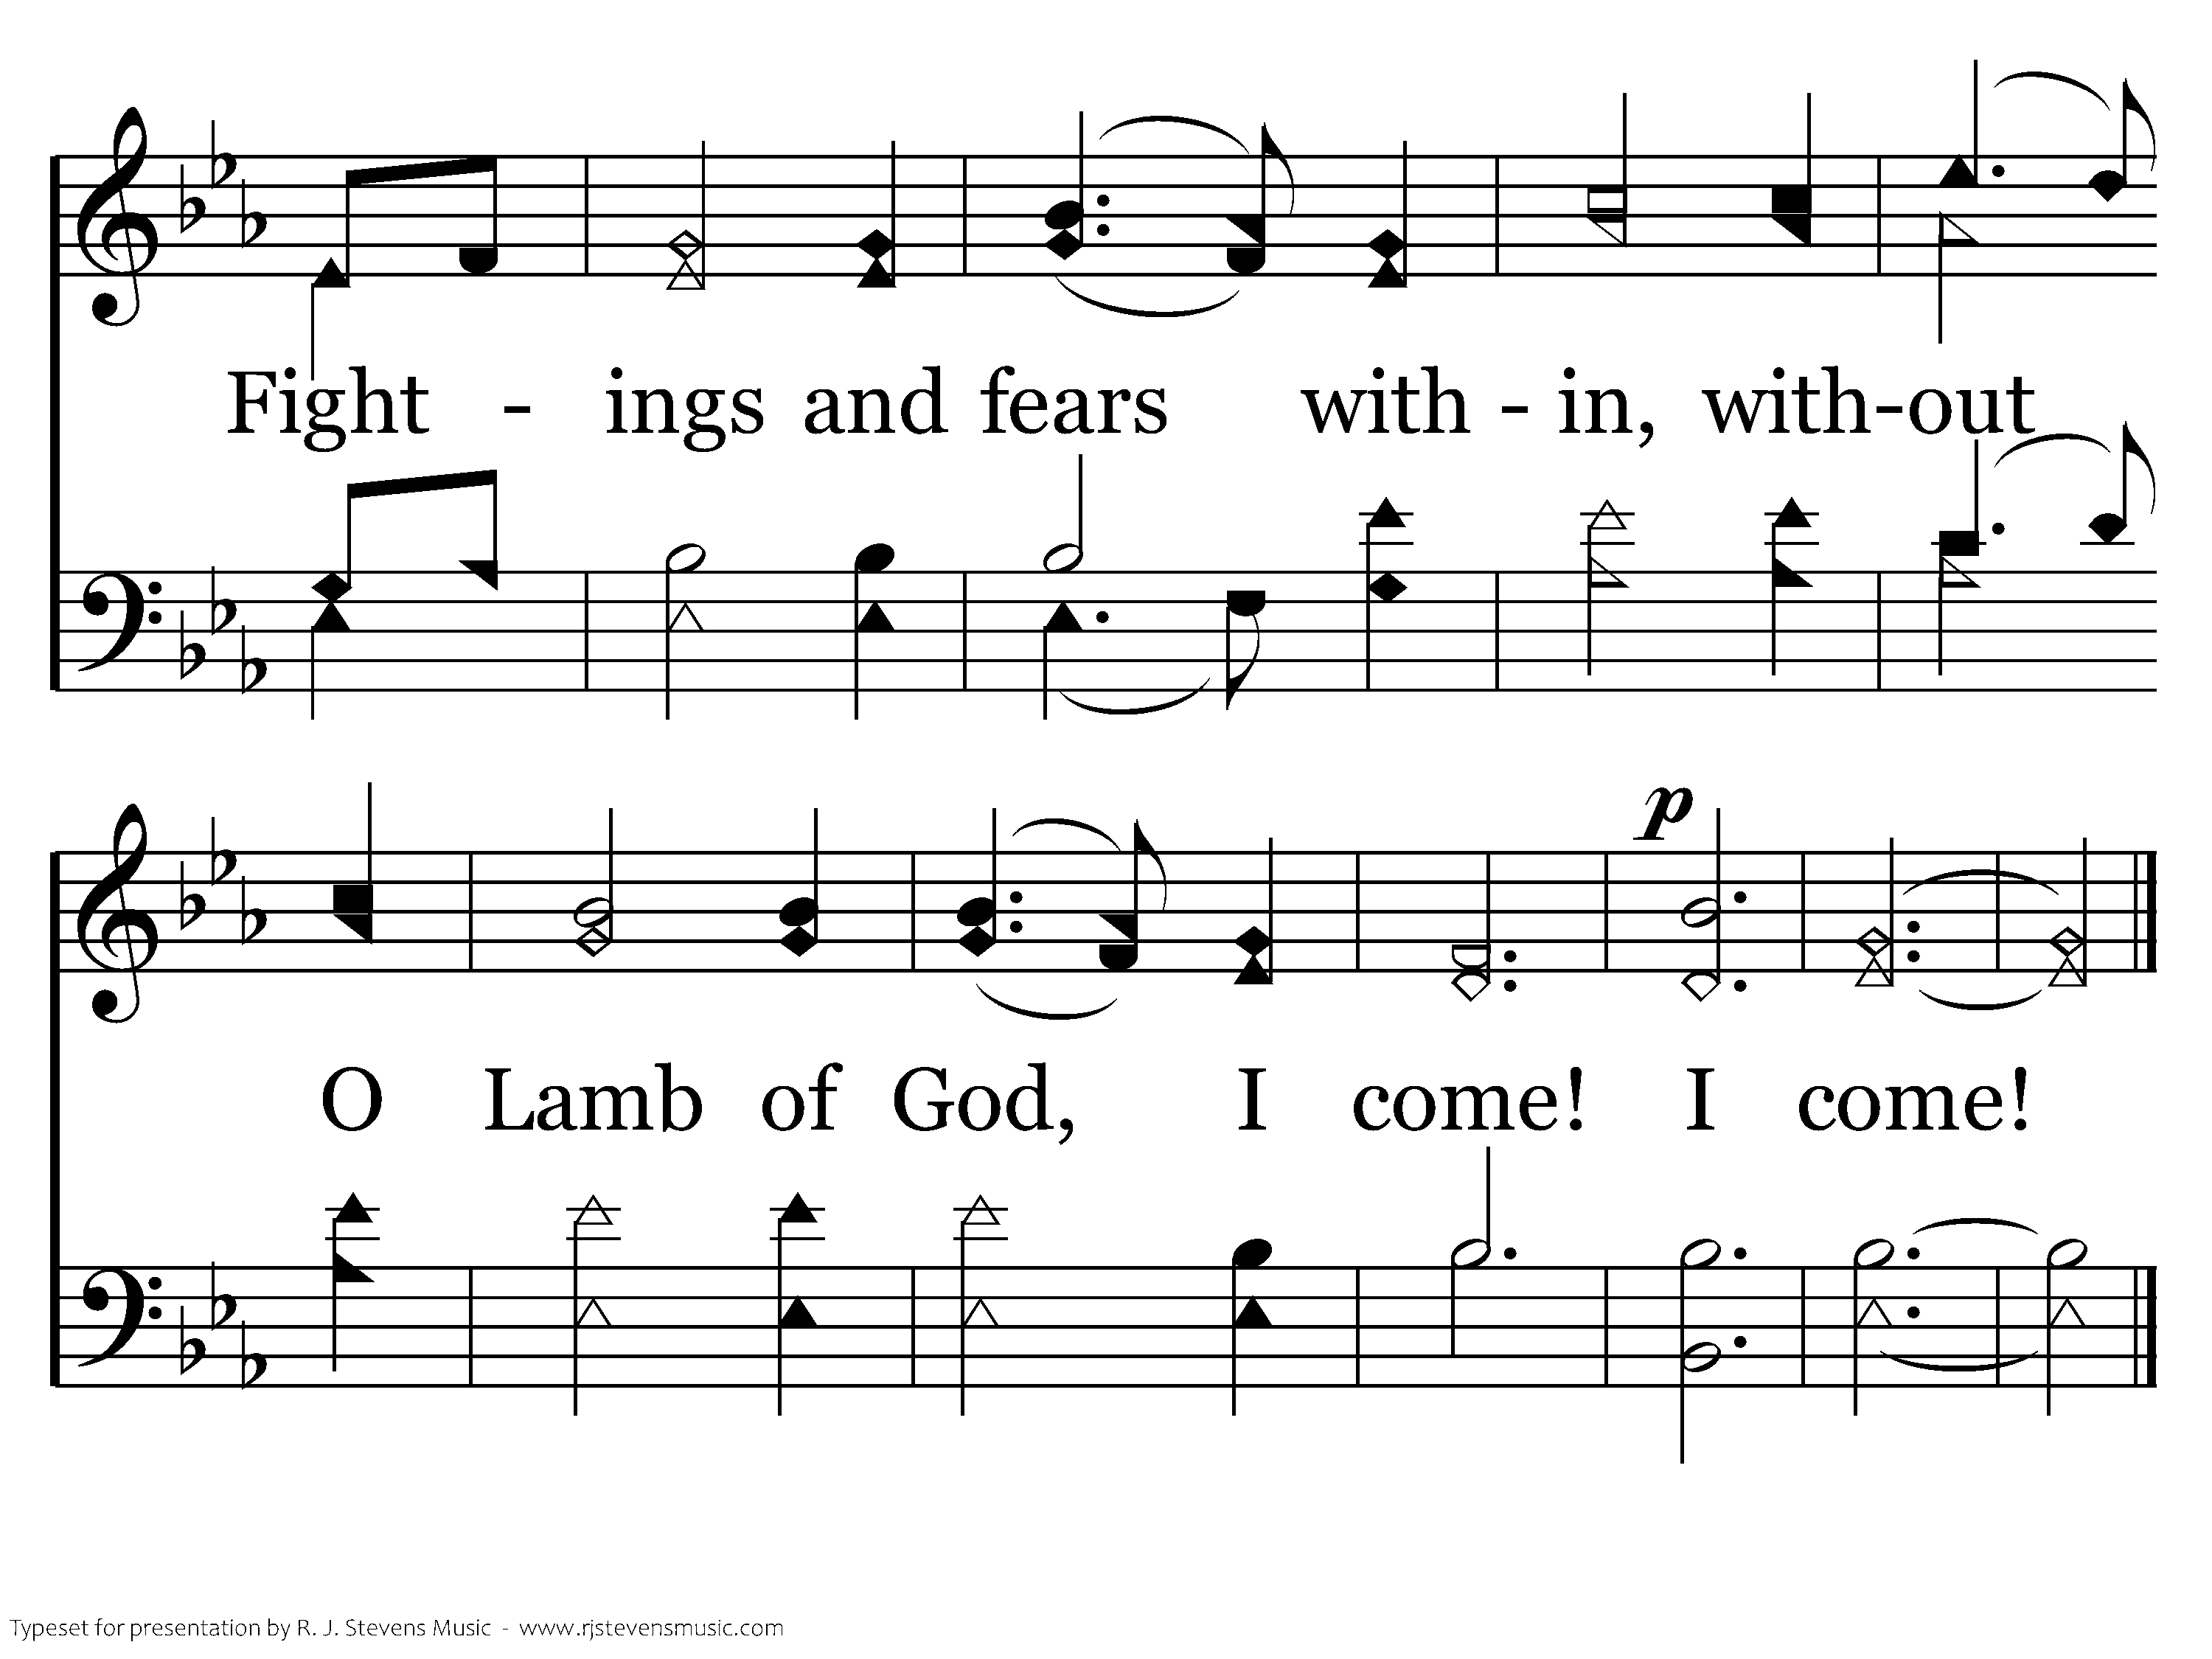 Fight - ings and fears with - in, with-out
p
O Lamb of God, I come! I come!
Typeset for presentation by R. J. Stevens Music - www.rjstevensmusic.com